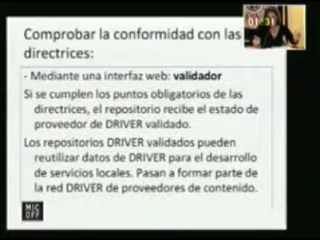 Comprobar la conformidad con las
directrices:
- Mediante una interfaz web: validador
Si se cumplen los puntos obligatorios de las
directrices, el repositorio recibe el estado de
proveedor de DRIVER validado.
Los repositorios DRIVER validados pueden
reutilizar datos de DRIVER para el desarrollo
de servicios locales. Pasan a formar parte de
la red DRIVER de proveedores de contenido.
MIC
OFF